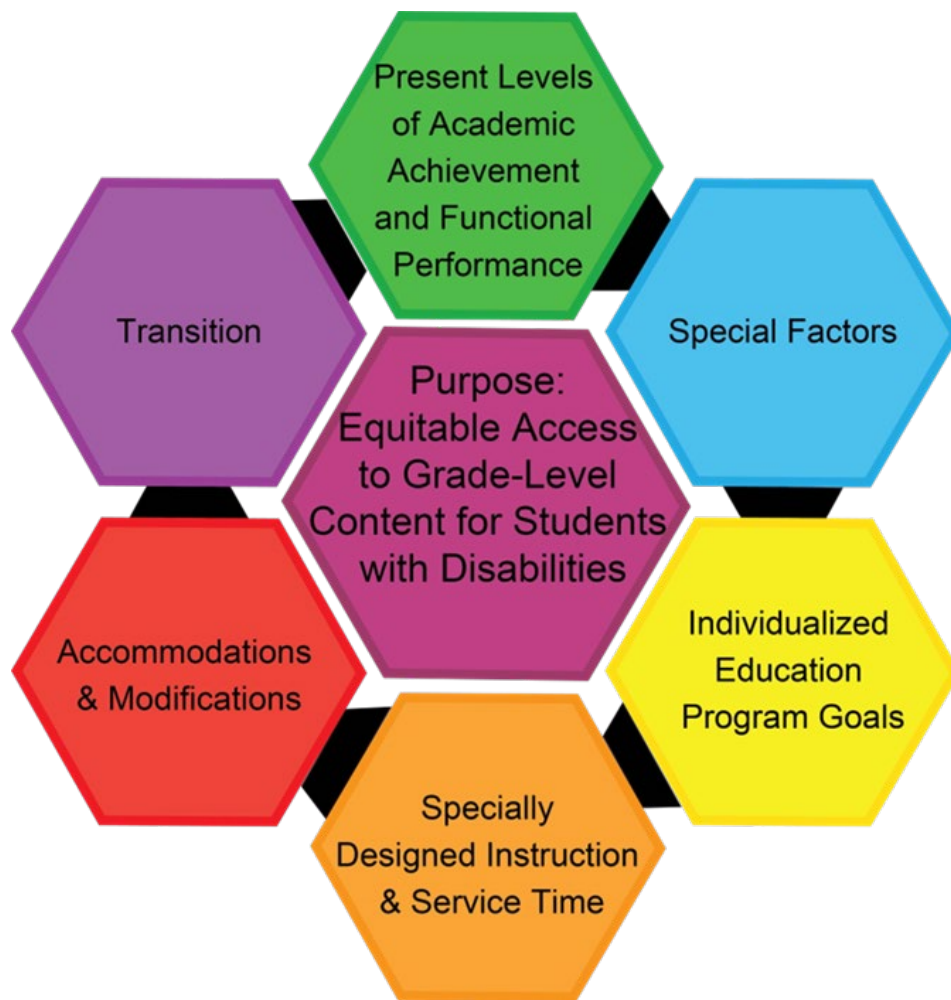 Present Levels
of Academic
Achievement
and Functional
Performance
Transition
Special Factors
Purpose:
Equitable Access
to Grade-Level
Content for Students
with Disabilities
Accommodations
& Modifications
Individualized
Education
Program Goals
Specially
Designed Instruction
& Service Time